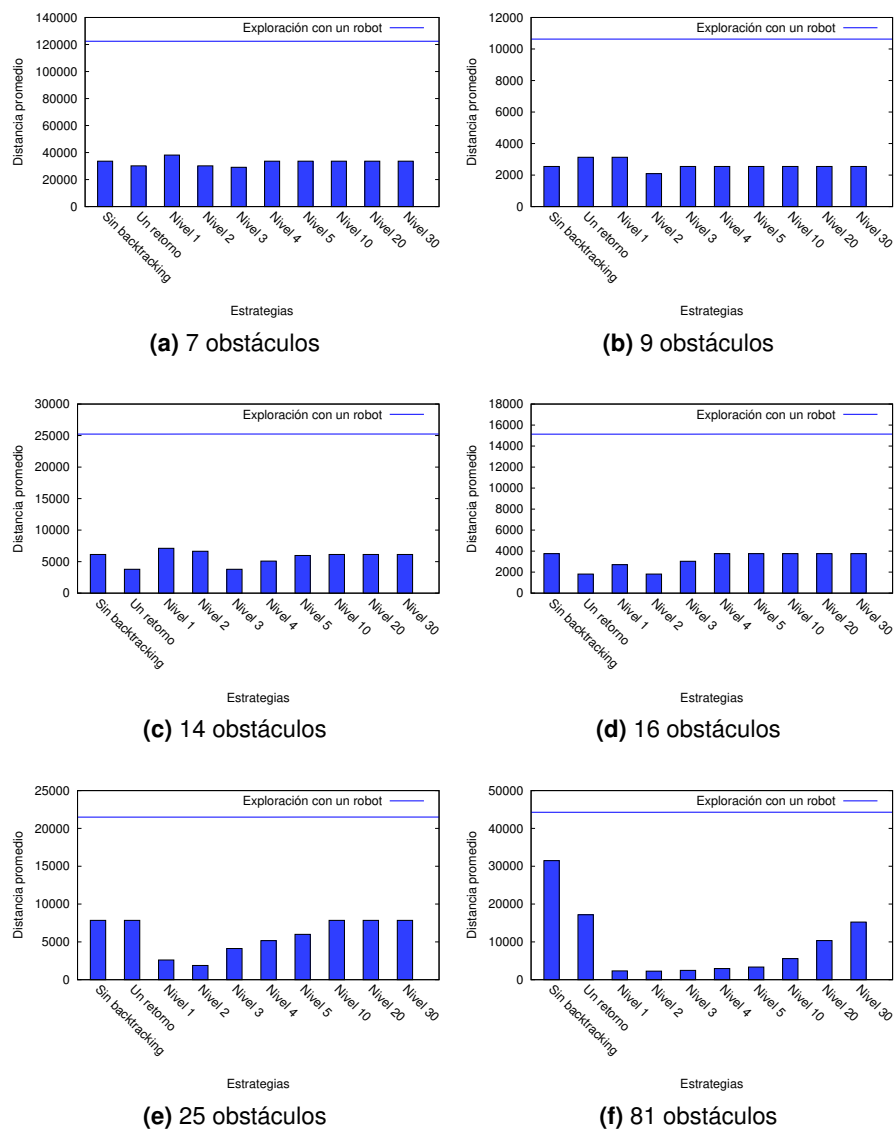 Distancia promedio
140000
120000
100000
80000
60000
40000
20000
0
Exploración con un robot
Sin backtracking
Un retorno
Nivel 1
Nivel 2
Nivel 3
Nivel 4
Nivel 5
Nivel 10
Nivel 20
Nivel 30
Estrategias
(a) 7 obstáculos
Distancia promedio
12000
10000
8000
6000
4000
2000
0
Exploración con un robot
Sin backtracking
Un retorno
Nivel 1
Nivel 2
Nivel 3
Nivel 4
Nivel 5
Nivel 10
Nivel 20
Nivel 30
Estrategias
(b) 9 obstáculos
Distancia promedio
30000
25000
20000
15000
10000
5000
0
Exploración con un robot
Sin backtracking
Un retorno
Nivel 1
Nivel 2
Nivel 3
Nivel 4
Nivel 5
Nivel 10
Nivel 20
Nivel 30
Estrategias
(c) 14 obstáculos
Distancia promedio
18000
16000
14000
12000
10000
8000
6000
4000
2000
0
Exploración con un robot
Sin backtracking
Un retorno
Nivel 1
Nivel 2
Nivel 3
Nivel 4
Nivel 5
Nivel 10
Nivel 20
Nivel 30
Estrategias
(d) 16 obstáculos
Distancia promedio
25000
20000
15000
10000
5000
0
Exploración con un robot
Sin backtracking
Un retorno
Nivel 1
Nivel 2
Nivel 3
Nivel 4
Nivel 5
Nivel 10
Nivel 20
Nivel 30
Estrategias
(e) 25 obstáculos
Distancia promedio
50000
40000
30000
20000
10000
0
Exploración con un robot
Sin backtracking
Un retorno
Nivel 1
Nivel 2
Nivel 3
Nivel 4
Nivel 5
Nivel 10
Nivel 20
Nivel 30
Estrategias
(f) 81 obstáculos